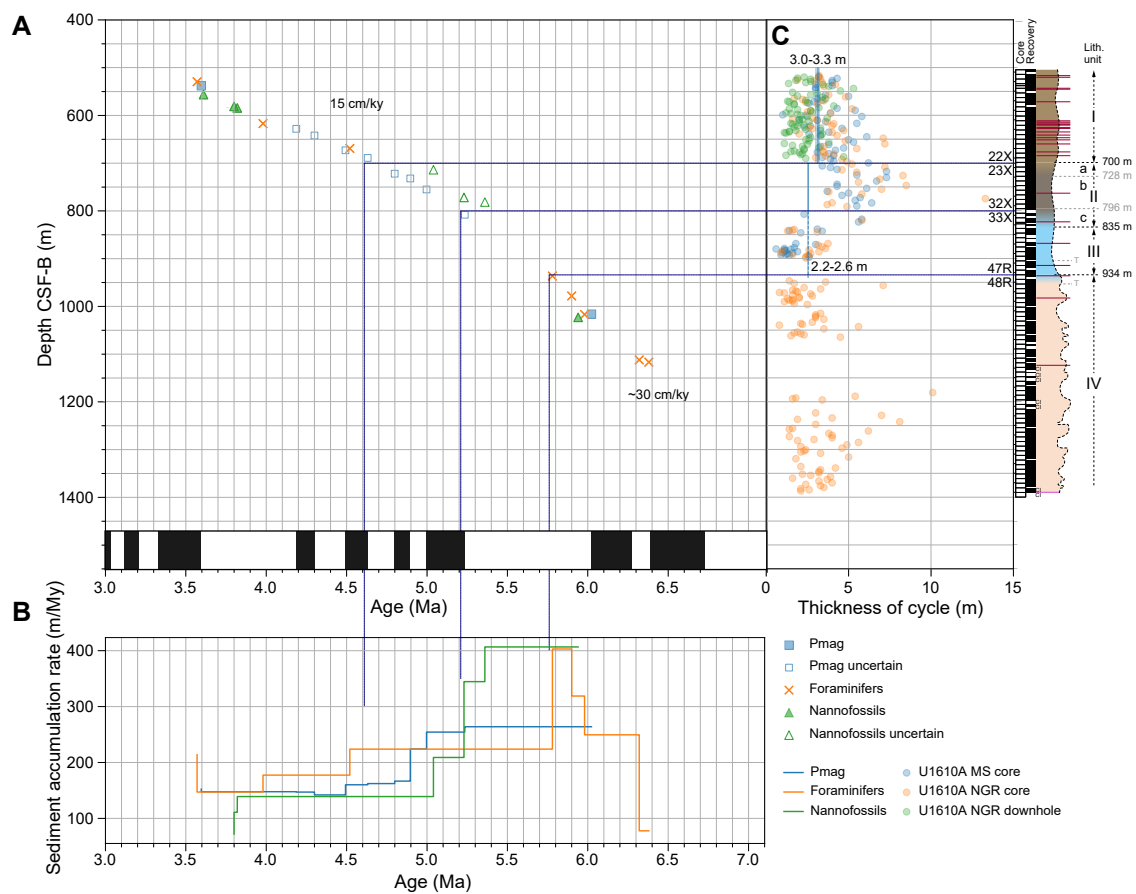 A
400
600
800
1000
1200
1400
Depth CSF-B (m)
15 cm/ky
~30 cm/ky
3.0 3.5 4.0 4.5 5.0 5.5 6.0 6.5
Age (Ma)
C
3.0-3.3 m
2.2-2.6 m
22X
23X
32X
33X
47R
48R
0 5 10 15
Thickness of cycle (m)
Core
Recovery
Lith.
unit
I
700 m
a
728 m
b
II
796 m
c
835 m
III
T
934 m
T
IV
B
400
300
200
100
Sediment accumulation rate (m/My)
3.0 3.5 4.0 4.5 5.0 5.5 6.0 6.5 7.0
Age (Ma)
Pmag
Pmag uncertain
Foraminifers
Nannofossils
Nannofossils uncertain
Pmag
Foraminifers
Nannofossils
U1610A MS core
U1610A NGR core
U1610A NGR downhole